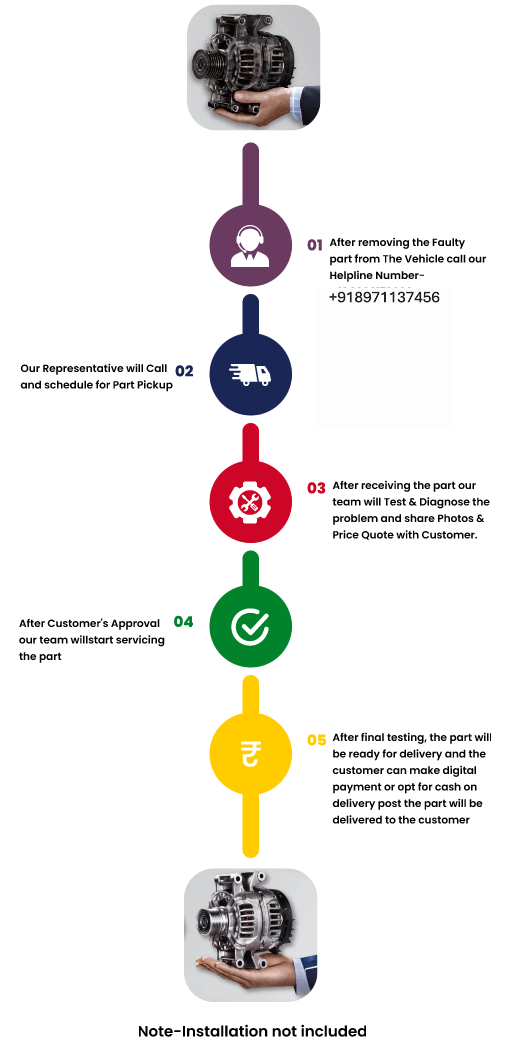 01
After removing the Faulty
part from The Vehicle call our
Helpline Number-
+918971137456
Our Representative will Call
and schedule for Part Pickup
02
03
After receiving the part our
team will Test & Diagnose the
problem and share Photos &
Price Quote with Customer.
After Customer's Approval
our team willstart servicing
the part
04
05
After final testing, the part will
be ready for delivery and the
customer can make digital
payment or opt for cash on
delivery post the part will be
delivered to the customer
₹
Note-Installation not included